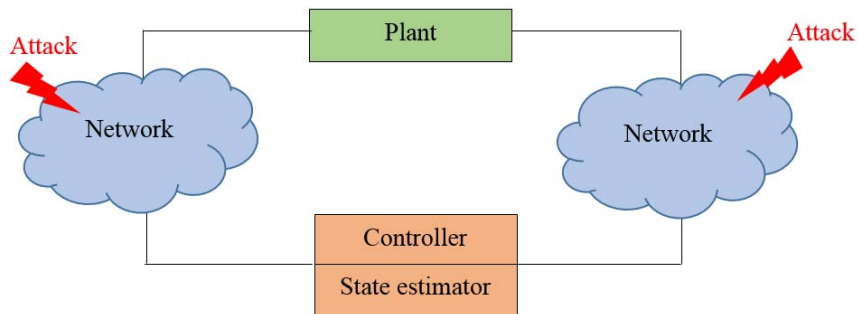 Plant
Attack
Attack
Network
Network
Controller
State estimator